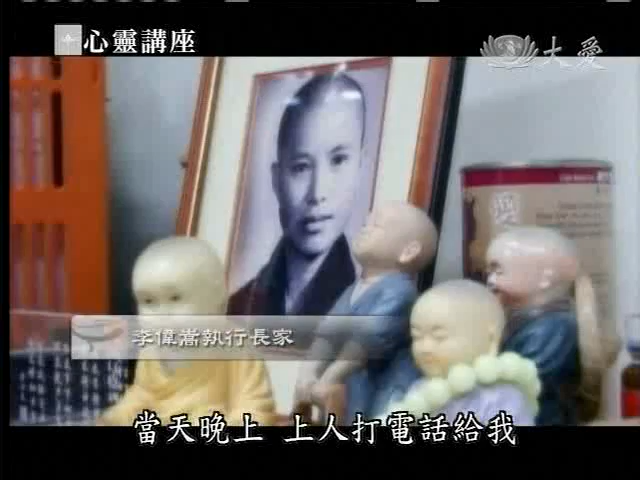 心靈講座
大愛
李偉嵩執行長家
當天晚上 上人打電話給我